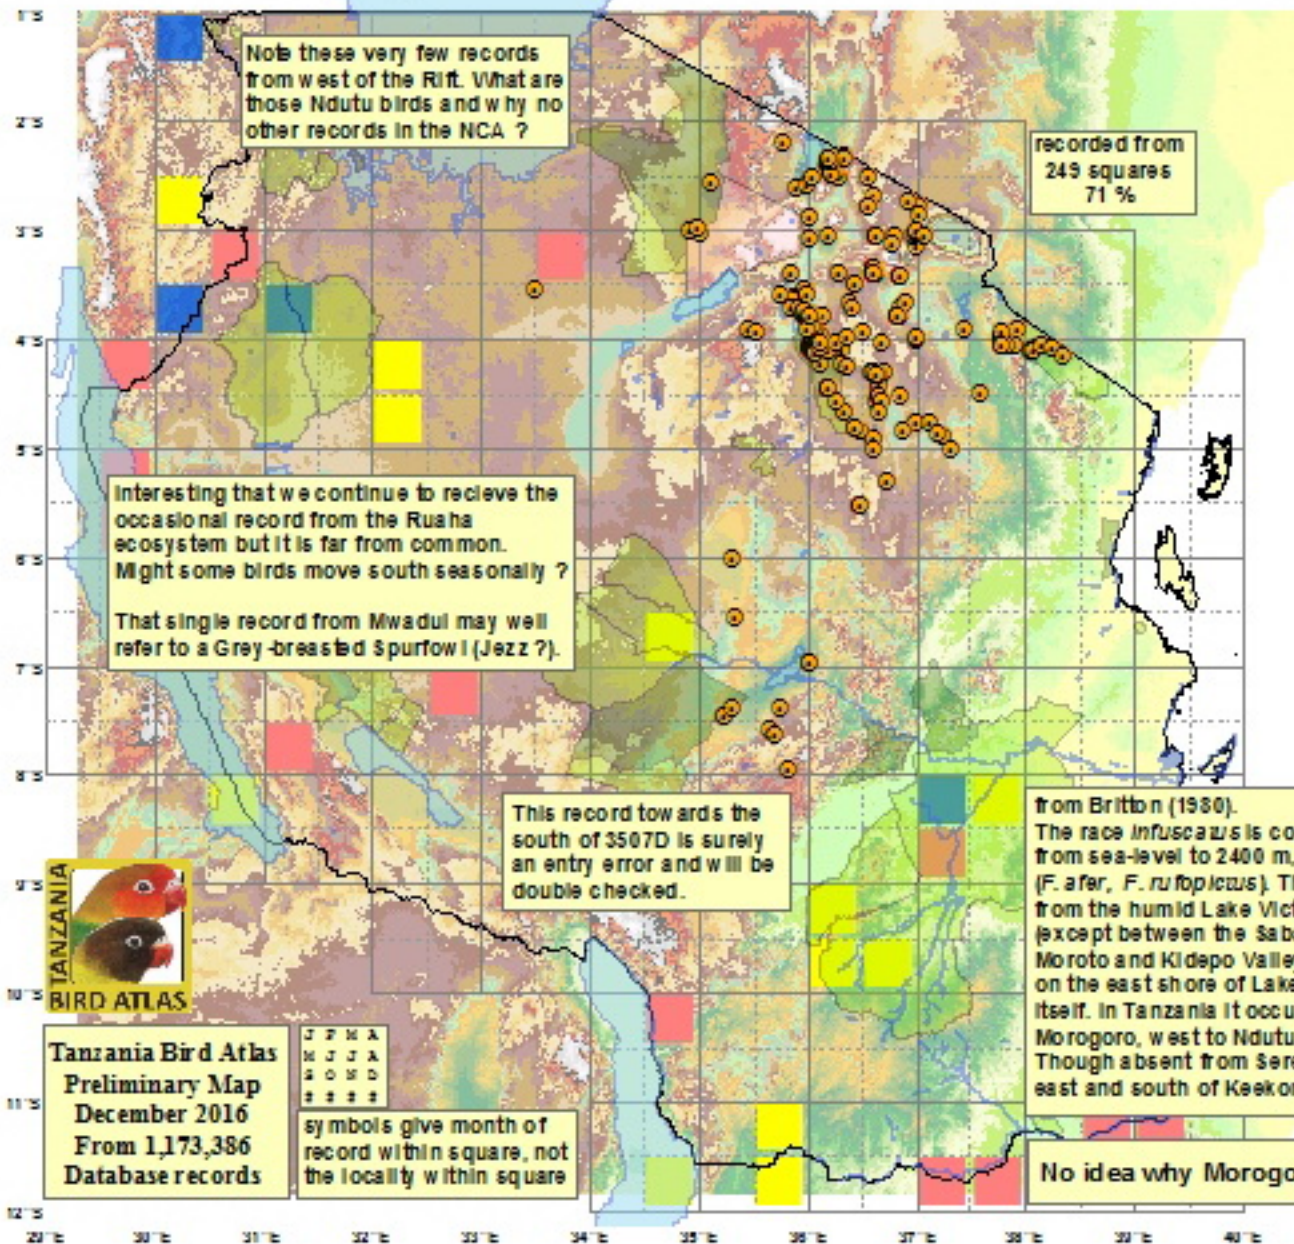 1°S
Note these very few records
from west of the Rift. What are
those Ndutu birds and why no
other records in the NCA ?
2°S
recorded from
249 squares
71 %
3°S
4°S
5°S
Interesting that we continue to recieve the
occasional record from the Ruaha
ecosystem but it is far from common.
Might some birds move south seasonally ?
That single record from Mwadui may well
refer to a Grey-breasted Spurfowl (Jezz ?).
6°S
7°S
8°S
This record towards the
south of 3507D is surely
an entry error and will be
double checked.
from Britton (1980).
The race infuscatus is co
from sea-level to 2400 m,
(F. afer, F. rufopictus). Th
from the humid Lake Vict
(except between the Sab
Moroto and Kidepo Valley
on the east shore of Lake
itself. In Tanzania it occu
Morogoro, west to Ndutu
Though absent from Sere
east and south of Keekor
9°S
TANZANIA
BIRD ATLAS
10°S
Tanzania Bird Atlas
Preliminary Map
December 2016
From 1,173,386
Database records
J F M A
M J J A
S O N D
# # # #
symbols give month of
record within square, not
the locality within square
11°S
No idea why Morogo
12°S
29°E 30°E 31°E 32°E 33°E 34°E 35°E 36°E 37°E 38°E 39°E 40°E